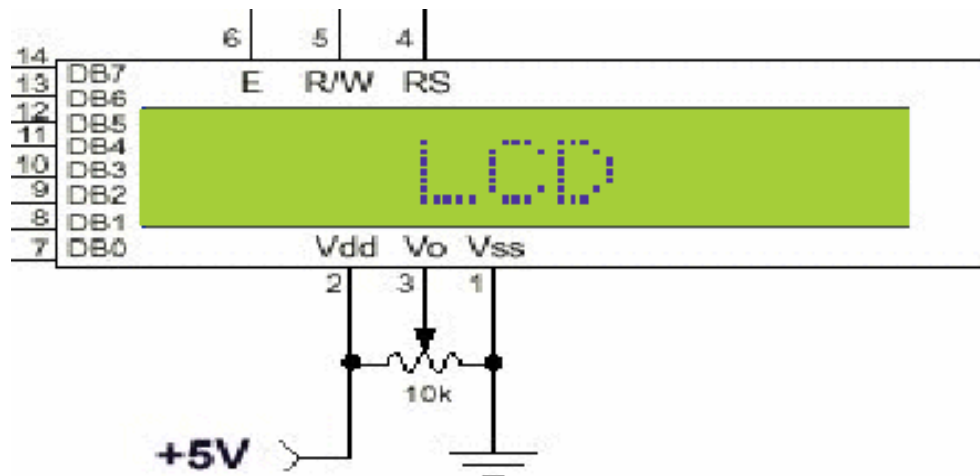 6 5 4
E R/W RS
14 DB7
13 DB6
12 DB5
11 DB4
10 DB3
9 DB2
8 DB1
7 DB0
LCD
Vdd Vo Vss
2 3 1
10k
+5V